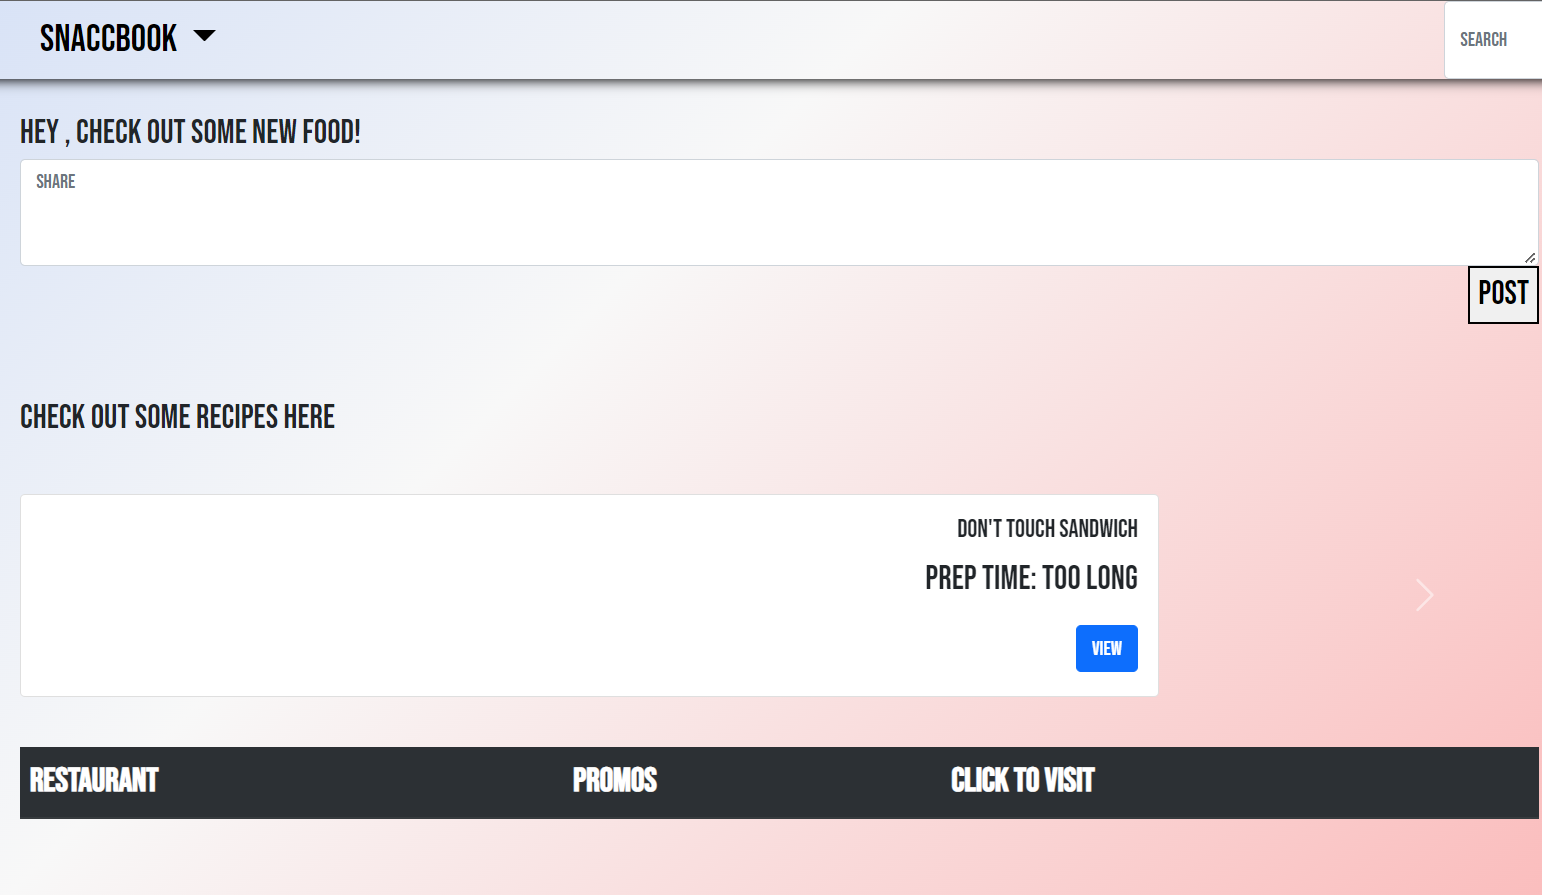 SNACCBOOK
SEARCH
HEY , CHECK OUT SOME NEW FOOD!
SHARE
POST
CHECK OUT SOME RECIPES HERE
DON'T TOUCH SANDWICH
PREP TIME: TOO LONG
VIEW
RESTAURANT PROMOS CLICK TO VISIT